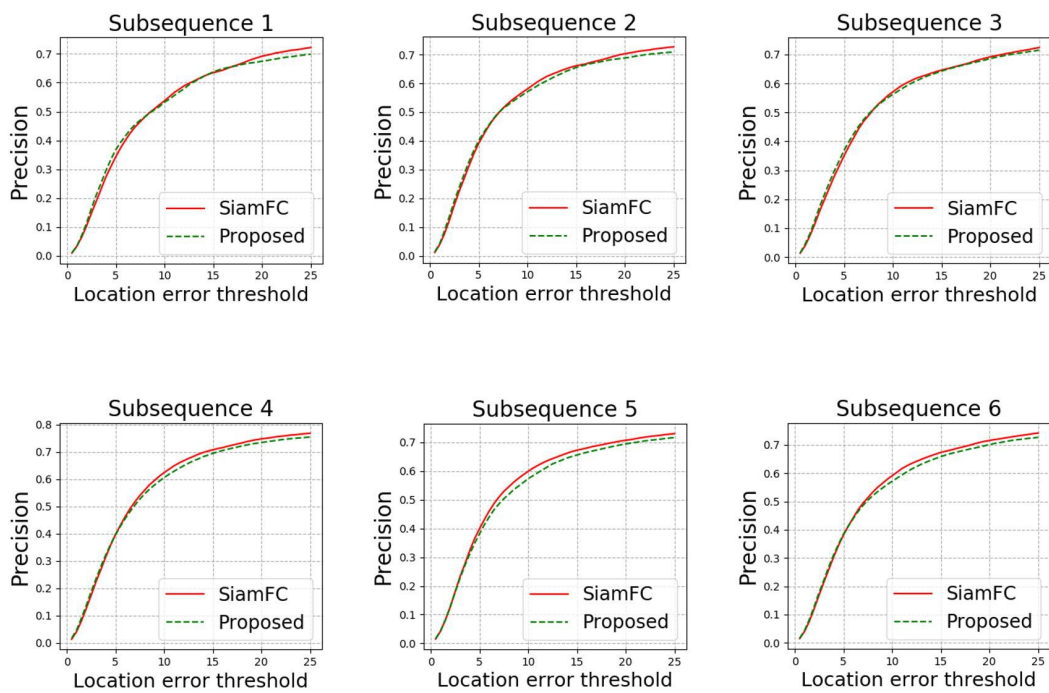 Subsequence 1
Subsequence 2
Subsequence 3
0.7
0.6
0.5
0.4
0.3
0.2
0.1
0.0
Precision
SiamFC
Proposed
0 5 10 15 20 25
Location error threshold
0.7
0.6
0.5
0.4
0.3
0.2
0.1
0.0
Precision
SiamFC
Proposed
0 5 10 15 20 25
Location error threshold
0.7
0.6
0.5
0.4
0.3
0.2
0.1
0.0
Precision
SiamFC
Proposed
0 5 10 15 20 25
Location error threshold
Subsequence 4
Subsequence 5
Subsequence 6
0.8
0.7
0.6
0.5
0.4
0.3
0.2
0.1
0.0
Precision
SiamFC
Proposed
0 5 10 15 20 25
Location error threshold
0.7
0.6
0.5
0.4
0.3
0.2
0.1
0.0
Precision
SiamFC
Proposed
0 5 10 15 20 25
Location error threshold
0.7
0.6
0.5
0.4
0.3
0.2
0.1
0.0
Precision
SiamFC
Proposed
0 5 10 15 20 25
Location error threshold